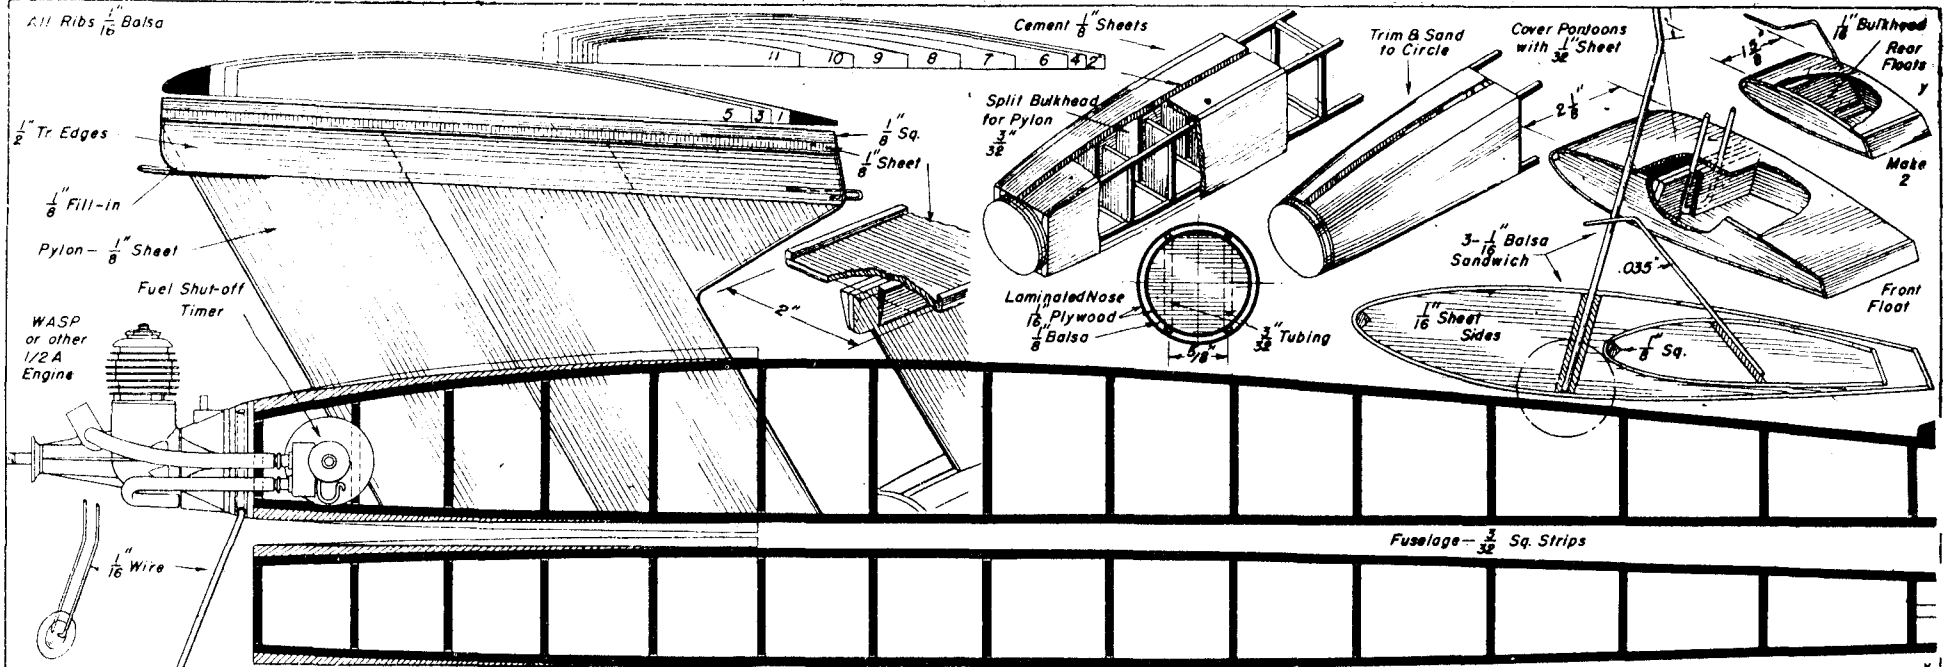 All Ribs 1/16" Balsa
11 10 9 8 7 6 4 2
5 3 1
1/2" Tr. Edges
1/8" Sq.
1/8" Sheet
1/8" Fill-in
Pylon- 1/8" Sheet
Fuel Shut-off
Timer
WASP
or other
1/2 A
Engine
1/16" Wire
2"
Cement 1/8" Sheets
Split Bulkhead
for Pylon
3/32"
Trim & Sand
to Circle
Laminated Nose
1/16" Plywood
1/8" Balsa
3/32" Tubing
Cover Pontoons
with 1/32" Sheet
2 1/8"
1/16" Bulkhead
Rear
Floats
Make
2
3- 1/16" Balsa
Sandwich
.035"
Front
Float
1/16" Sheet
Sides
1/8" Sq.
Fuselage- 3/32 Sq. Strips